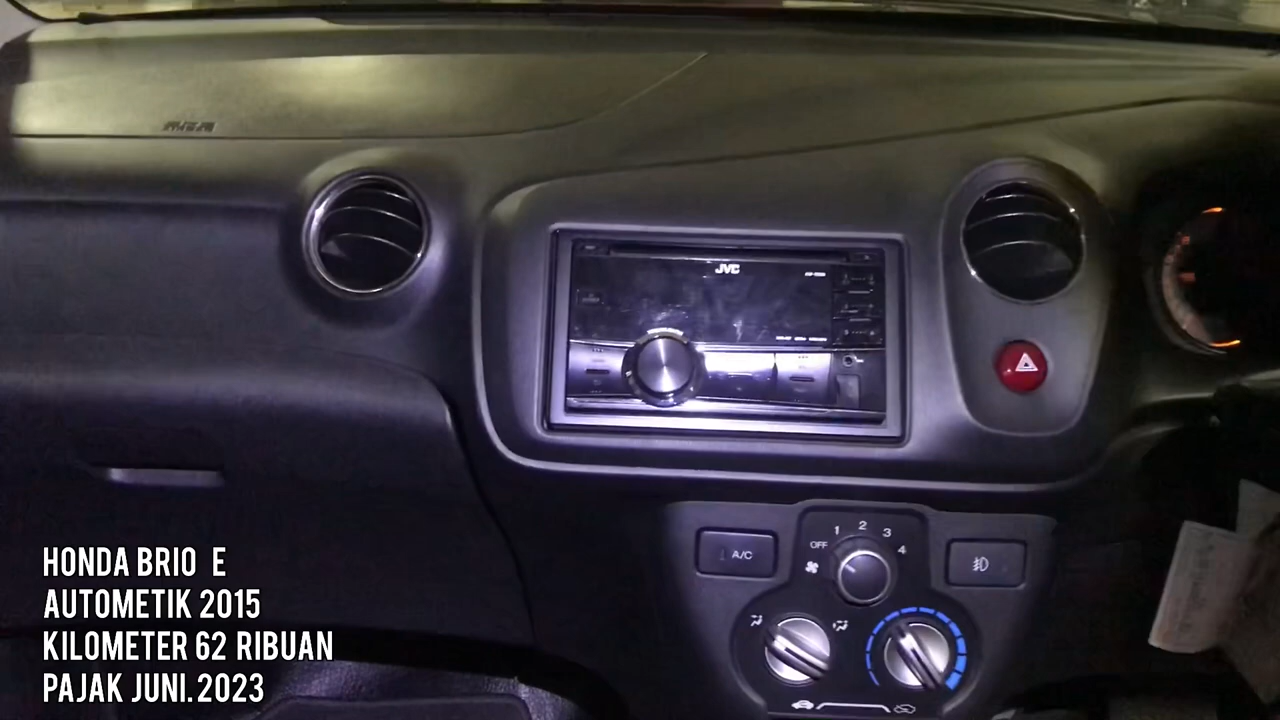 JVC
OFF 1 2 3 4
A/C
HONDA BRIO E
AUTOMETIK 2015
KILOMETER 62 RIBUAN
PAJAK JUNI.2023